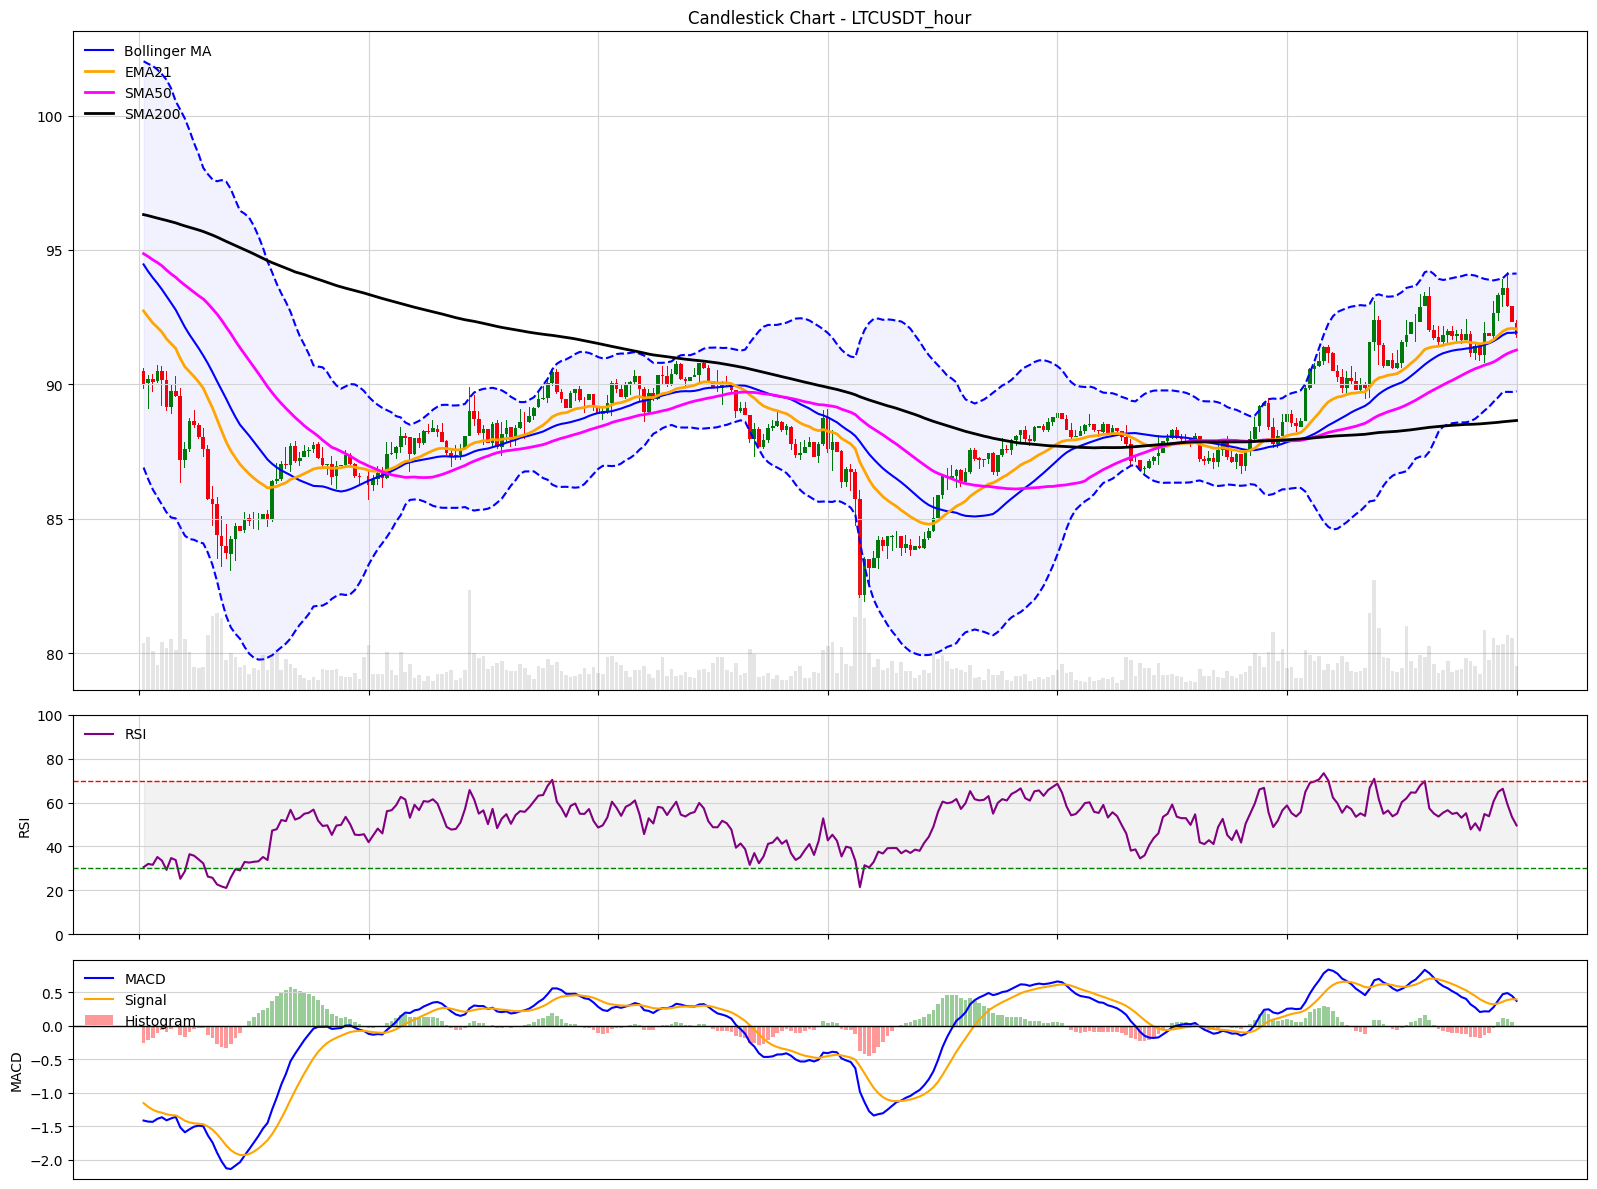 Candlestick Chart - LTCUSDT_hour
Bollinger MA
EMA21
SMA50
SMA200
100
95
90
85
80
RSI
100
80
60
40
20
0
RSI
MACD
Signal
Histogram
0.5
0.0
−0.5
−1.0
−1.5
−2.0
MACD